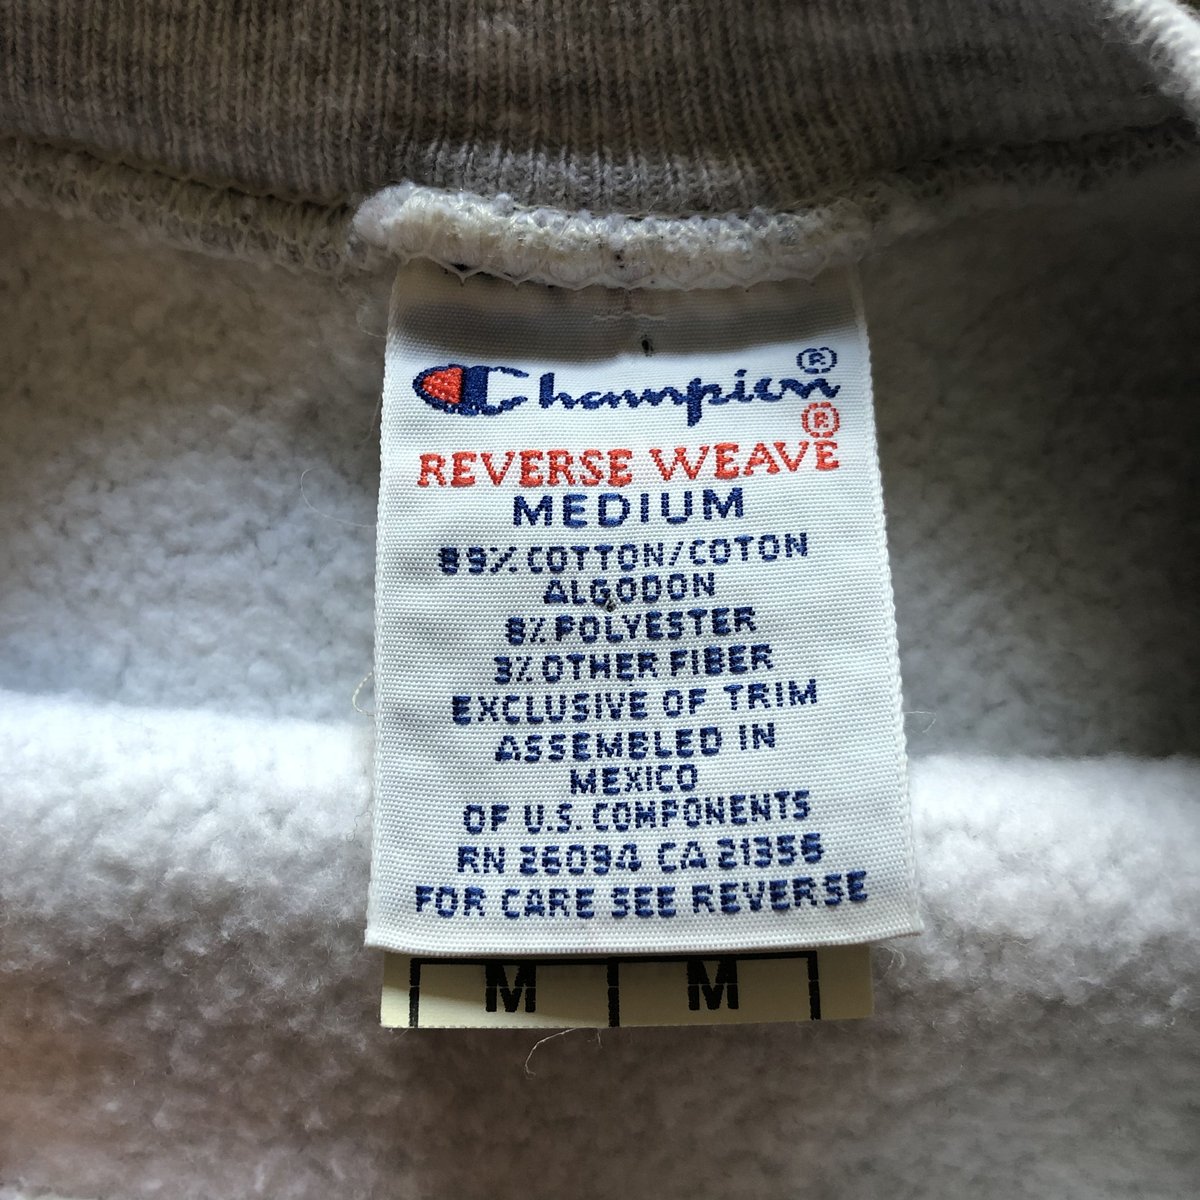 Champion ®
REVERSE WEAVE ®
MEDIUM
89% COTTON/COTON
ALGODON
8% POLYESTER
3% OTHER FIBER
EXCLUSIVE OF TRIM
ASSEMBLED IN
MEXICO
OF U.S. COMPONENTS
RN 26094 CA 21356
FOR CARE SEE REVERSE
M M